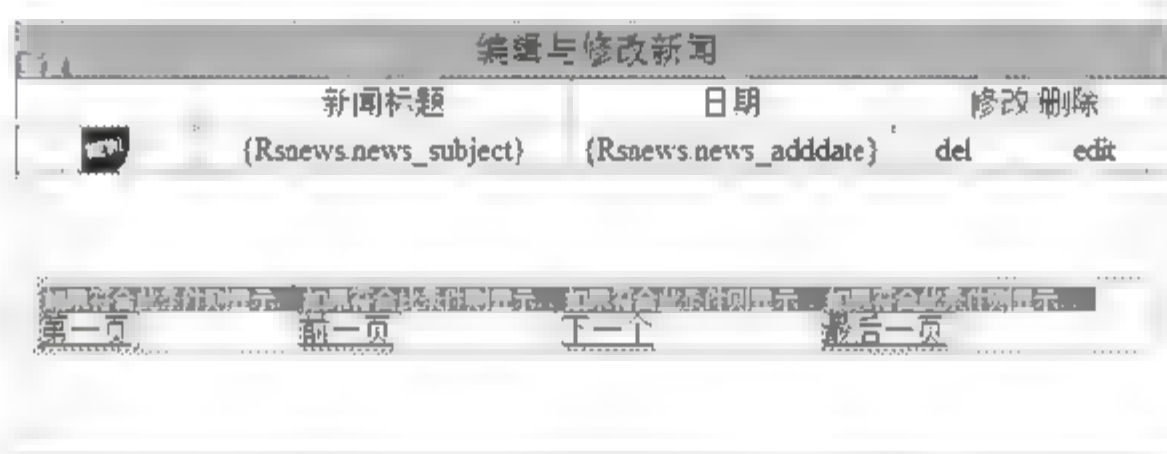 编辑与修改新闻
新闻标题 日期 修改 删除
NEW! {Rsnews.news_subject} {Rsnews.news_adddate} del edit
如果符合此条件则显示... 如果符合此条件则显示... 如果符合此条件则显示... 如果符合此条件则显示...
第一页 前一页 下一个 最后一页